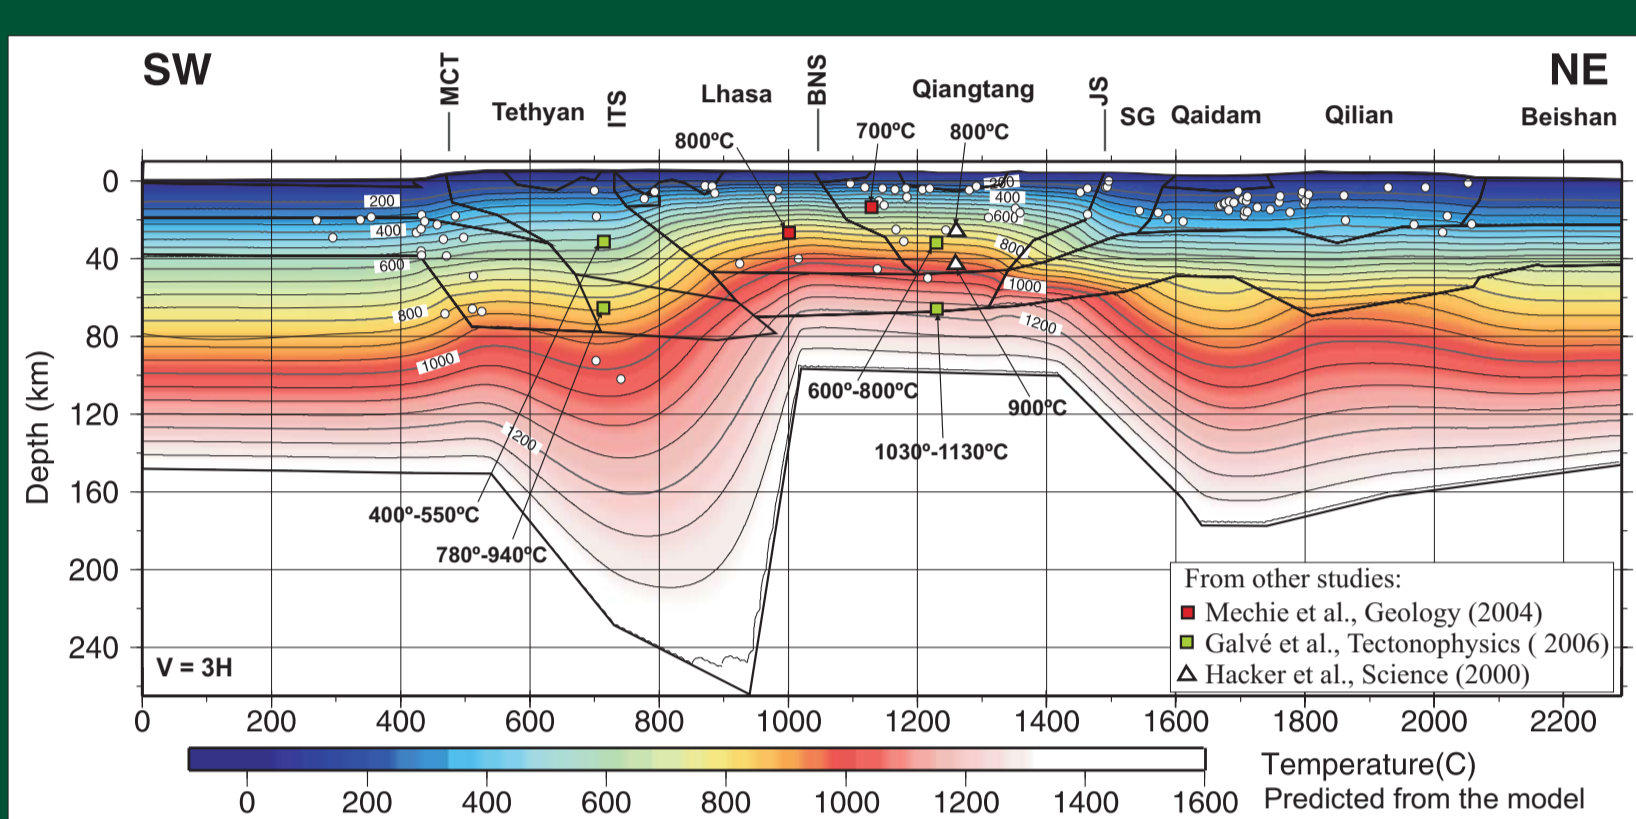 SW
NE
MCT
Tethyan
ITS
Lhasa
BNS
Qiangtang
JS
SG
Qaidam
Qilian
Beishan
800ºC
700ºC
800ºC
0
40
80
120
160
200
240
Depth (km)
200
400
600
800
1000
1200
200
400
600
800
1000
1200
600º-800ºC
900ºC
1030º-1130ºC
400º-550ºC
780º-940ºC
V = 3H
From other studies:
Mechie et al., Geology (2004)
Galvé et al., Tectonophysics ( 2006)
Hacker et al., Science (2000)
0 200 400 600 800 1000 1200 1400 1600 1800 2000 2200
0 200 400 600 800 1000 1200 1400 1600
Temperature(C)
Predicted from the model